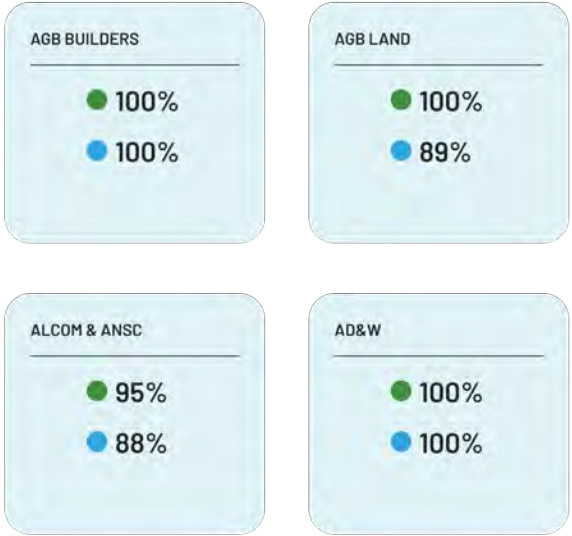 AGB BUILDERS
100%
100%
AGB LAND
100%
89%
ALCOM & ANSC
95%
88%
AD&W
100%
100%